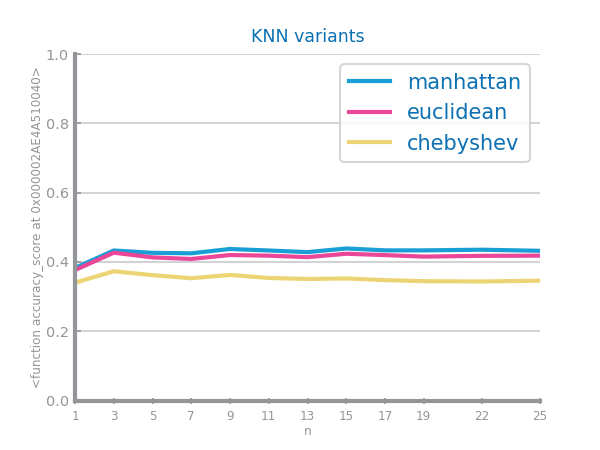 KNN variants
<function accuracy_score at 0x000002AE4A510040>
1.0
0.8
0.6
0.4
0.2
0.0
manhattan
euclidean
chebyshev
1 3 5 7 9 11 13 15 17 19 22 25
n